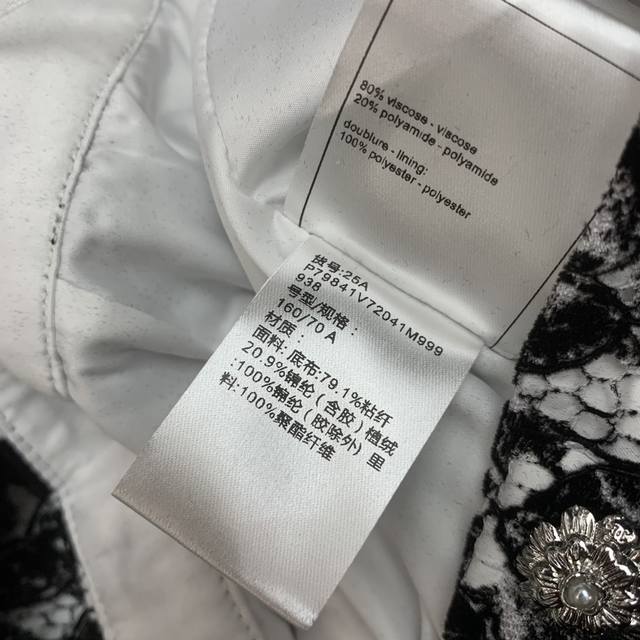 80% viscose - viscose
20% polyamide - polyamide
doublure - lining:
100% polyester - polyester
货号:25A
P79841V72041M999
938
号型/规格:
160/70A
材质:
面料:底布:79.1%粘纤
20.9%锦纶(含胶)植绒
:100%锦纶(胶除外)里
料:100%聚酯纤维